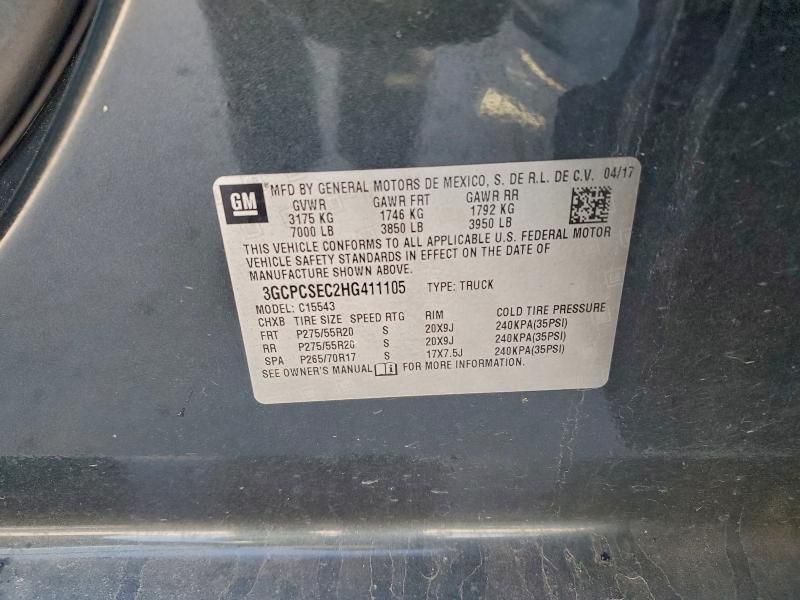 GM
MFD BY GENERAL MOTORS DE MEXICO, S. DE R.L. DE C.V. 04/17
GVWR GAWR FRT GAWR RR
3175 KG 1746 KG 1792 KG
7000 LB 3850 LB 3950 LB
THIS VEHICLE CONFORMS TO ALL APPLICABLE U.S. FEDERAL MOTOR
VEHICLE SAFETY STANDARDS IN EFFECT ON THE DATE OF
MANUFACTURE SHOWN ABOVE.
3GCPCSEC2HG411105 TYPE: TRUCK
MODEL: C15543
CHXB TIRE SIZE SPEED RTG RIM COLD TIRE PRESSURE
FRT P275/55R20 S 20X9J 240KPA(35PSI)
RR P275/55R20 S 20X9J 240KPA(35PSI)
SPA P265/70R17 S 17X7.5J 240KPA(35PSI)
SEE OWNER'S MANUAL FOR MORE INFORMATION.